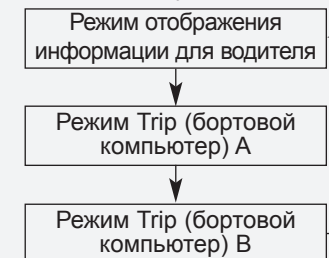 Режим отображения
информации для водителя
Режим Trip (бортовой
компьютер) A
Режим Trip (бортовой
компьютер) B